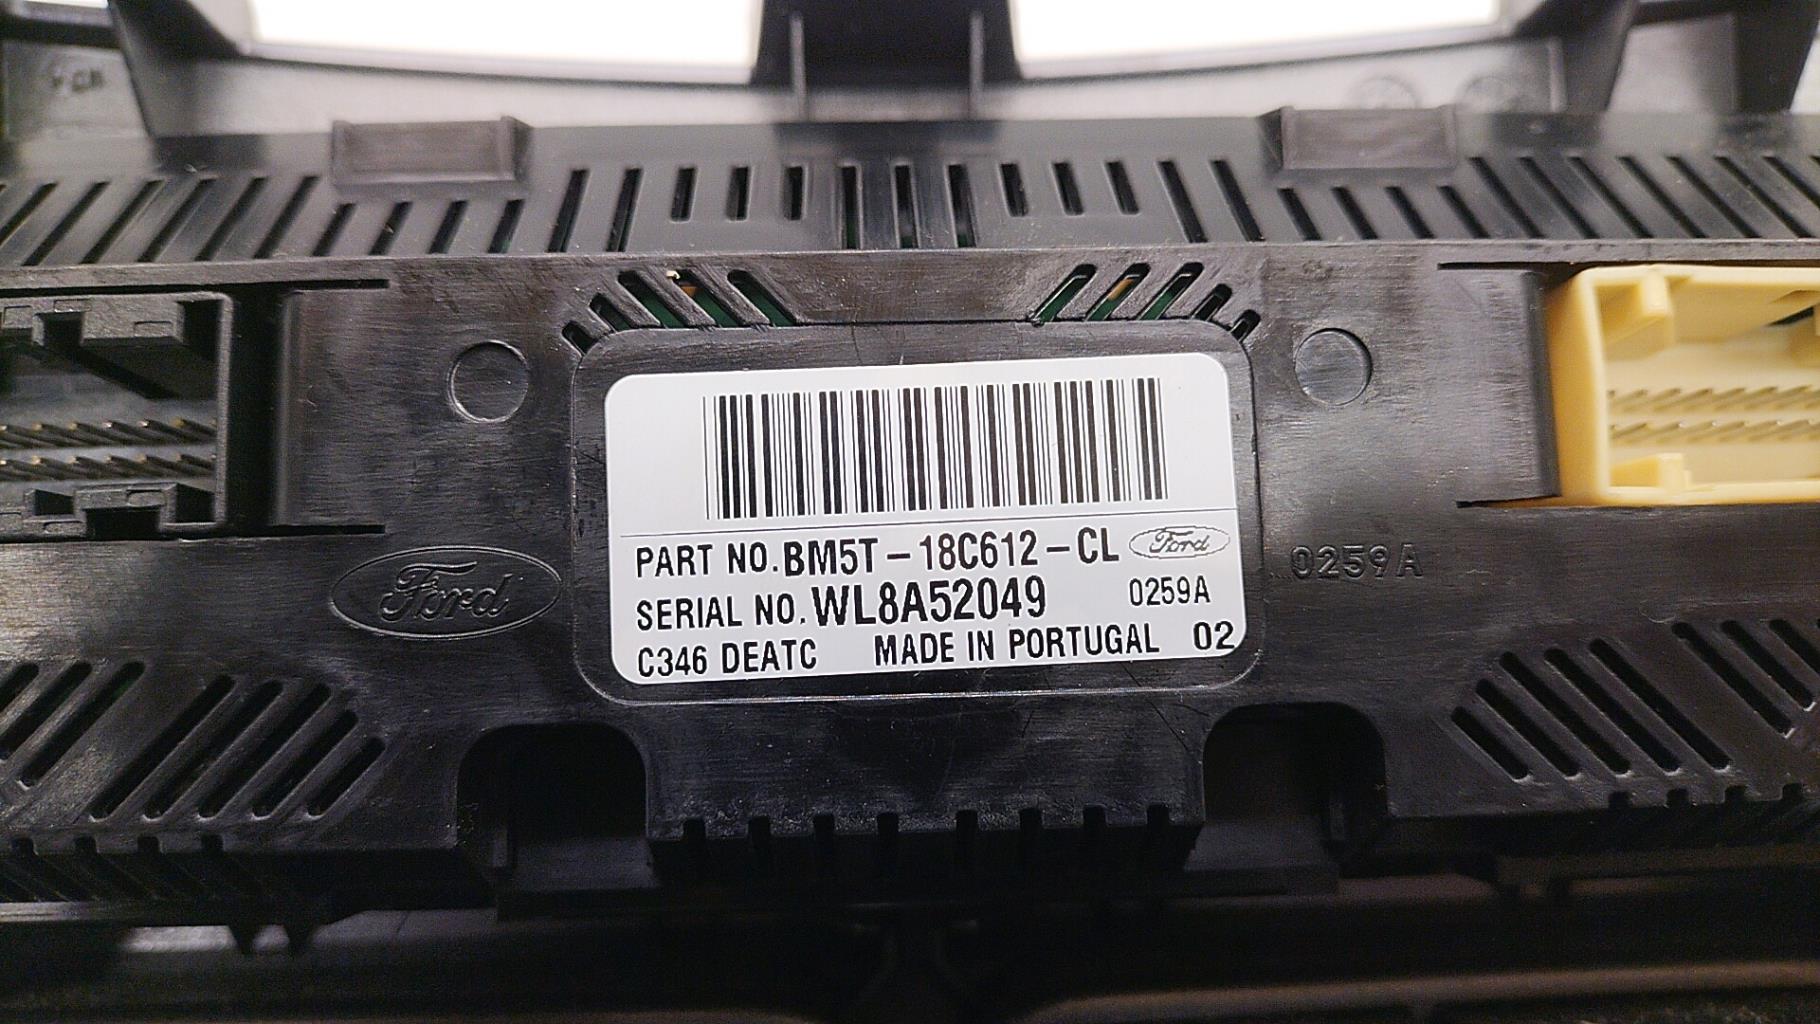 PART NO. BM5T-18C612-CL Ford
SERIAL NO. WL8A52049 0259A
C346 DEATC MADE IN PORTUGAL 02
Ford
0259A